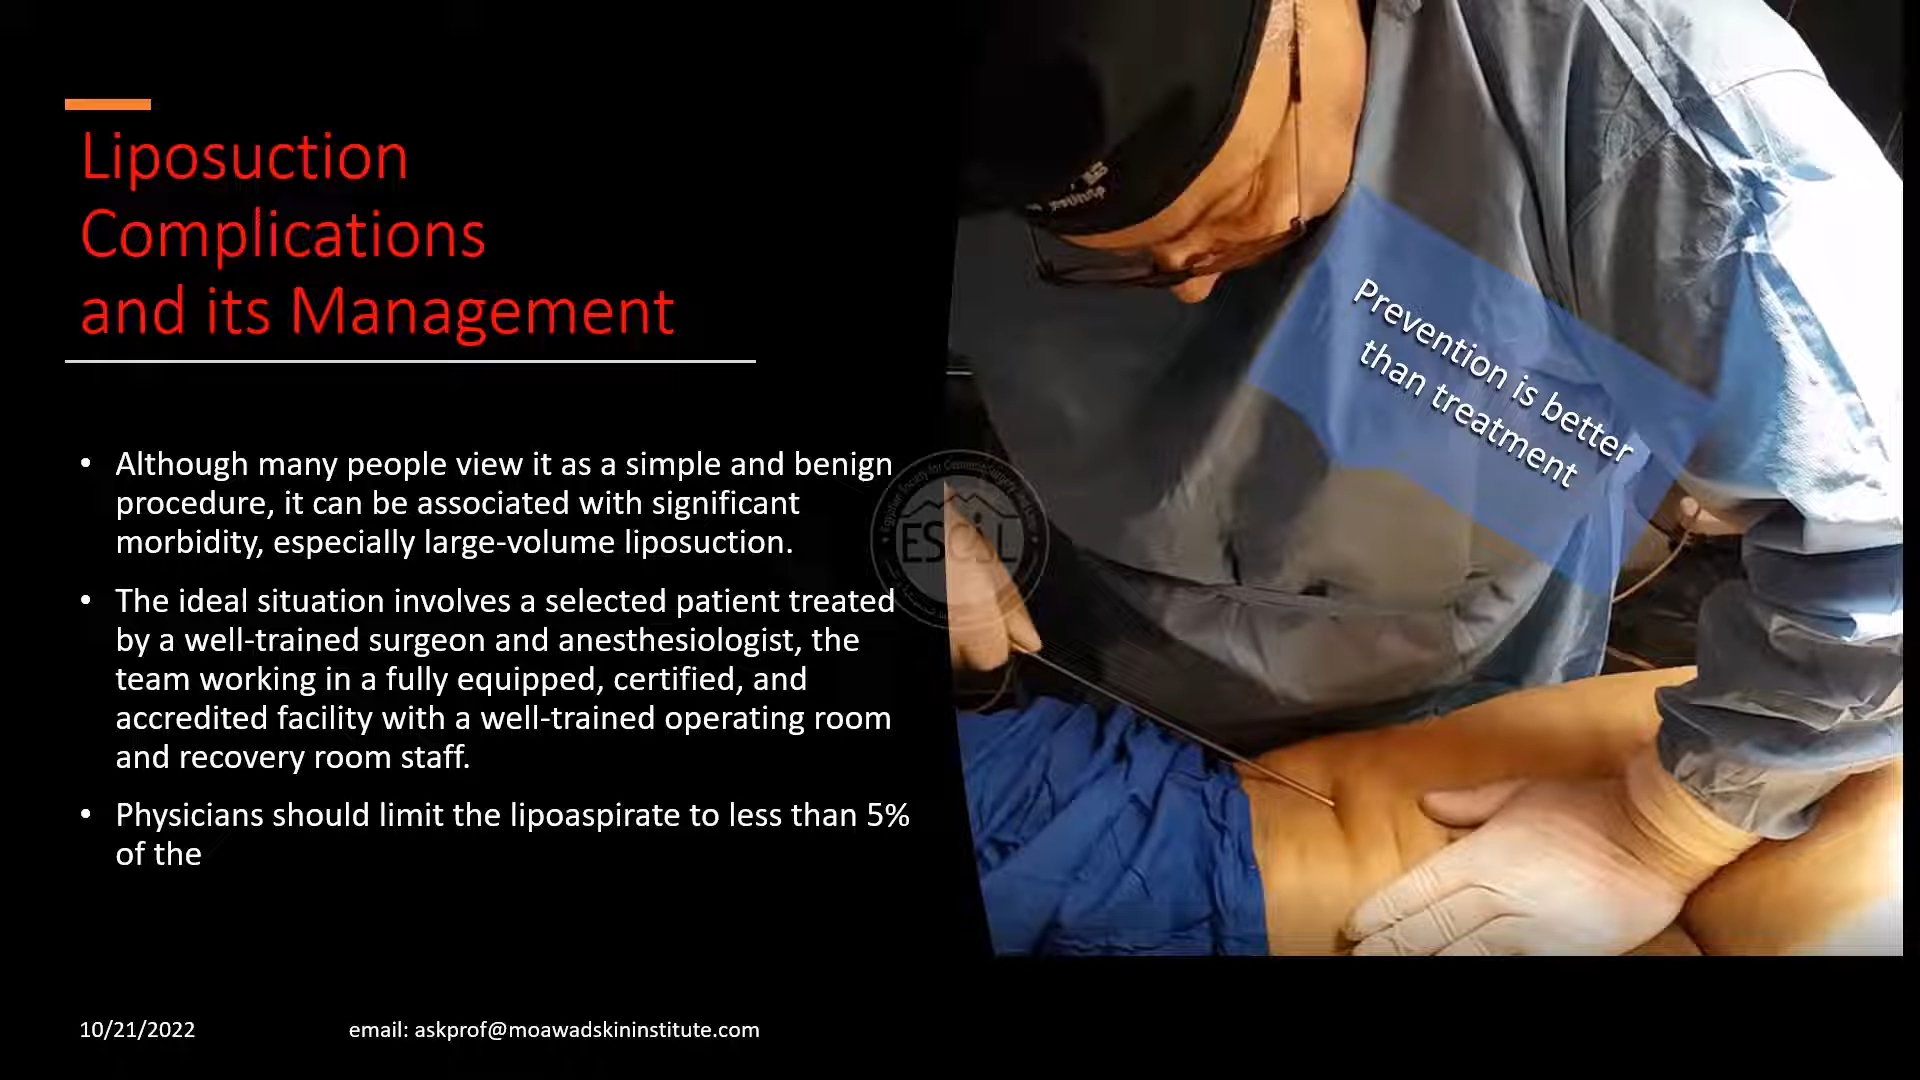 Liposuction
Complications
and its Management
Prevention is better
than treatment
• Although many people view it as a simple and benign
procedure, it can be associated with significant
morbidity, especially large-volume liposuction.
• The ideal situation involves a selected patient treated
by a well-trained surgeon and anesthesiologist, the
team working in a fully equipped, certified, and
accredited facility with a well-trained operating room
and recovery room staff.
• Physicians should limit the lipoaspirate to less than 5%
of the
ESCSL
10/21/2022
email: askprof@moawadskininstitute.com